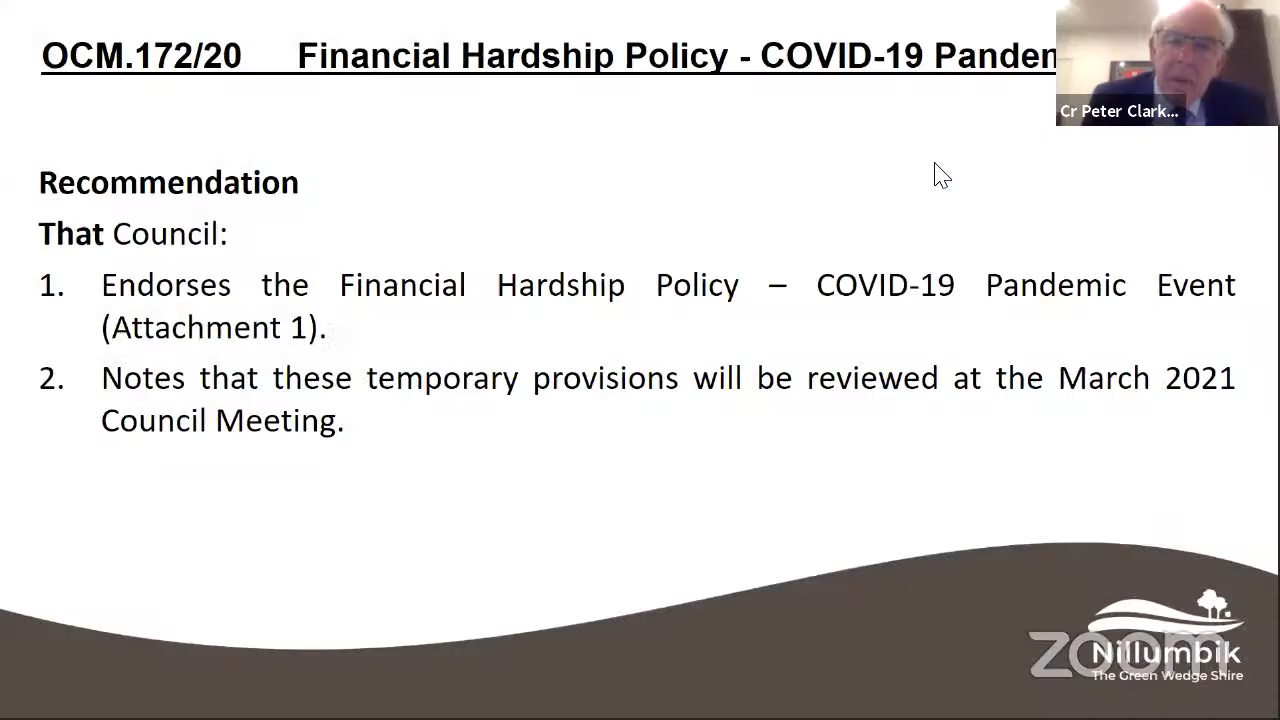 OCM.172/20 Financial Hardship Policy - COVID-19 Pandem
Cr Peter Clark...
Recommendation
That Council:
1. Endorses the Financial Hardship Policy – COVID-19 Pandemic Event
(Attachment 1).
2. Notes that these temporary provisions will be reviewed at the March 2021
Council Meeting.
zoom
Nillumbik
The Green Wedge Shire